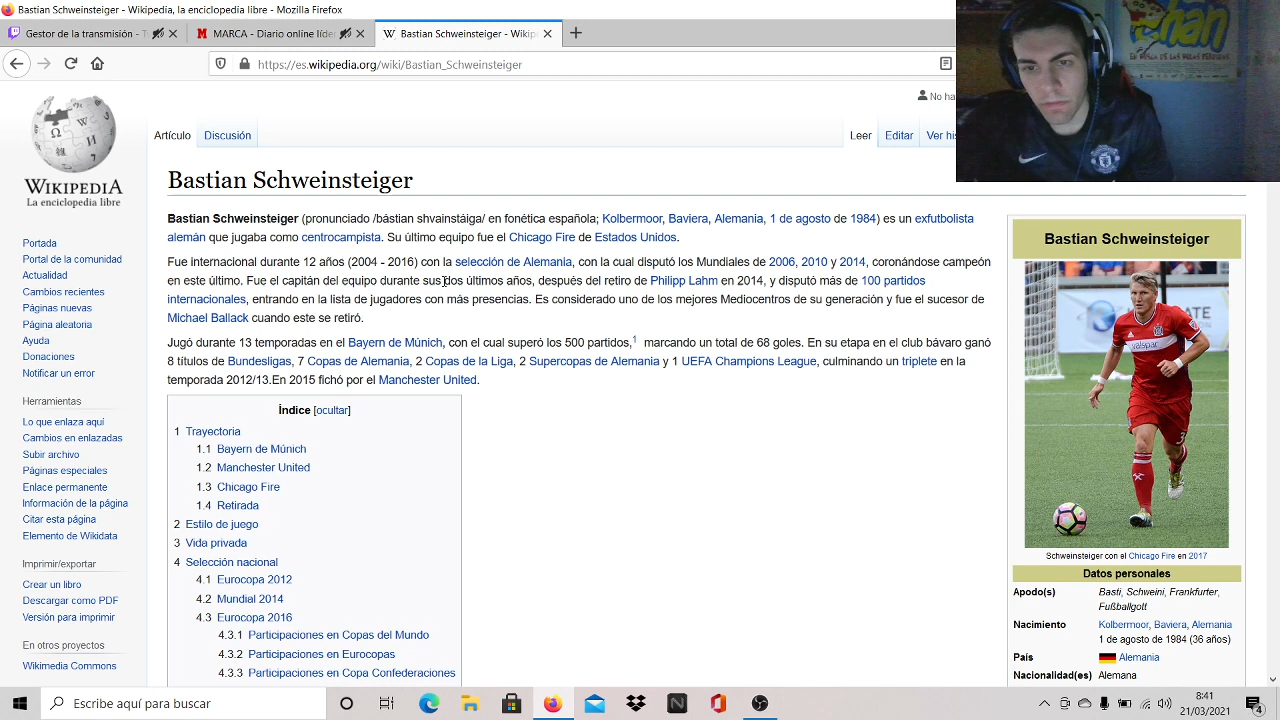 Bastian Schweinsteiger - Wikipedia, la enciclopedia libre - Mozilla Firefox
Gestor de la transmisión - T
MARCA - Diario online líder
Bastian Schweinsteiger - Wikip
https://es.wikipedia.org/wiki/Bastian_Schweinsteiger
No ha
WIKIPEDIA
La enciclopedia libre
Artículo Discusión Leer Editar Ver his
Bastian Schweinsteiger
Bastian Schweinsteiger (pronunciado /bástian shvainstáiga/ en fonética española; Kolbermoor, Baviera, Alemania, 1 de agosto de 1984) es un exfutbolista
alemán que jugaba como centrocampista. Su último equipo fue el Chicago Fire de Estados Unidos.
Fue internacional durante 12 años (2004 - 2016) con la selección de Alemania, con la cual disputó los Mundiales de 2006, 2010 y 2014, coronándose campeón
en este último. Fue el capitán del equipo durante sus dos últimos años, después del retiro de Philipp Lahm en 2014, y disputó más de 100 partidos
internacionales, entrando en la lista de jugadores con más presencias. Es considerado uno de los mejores Mediocentros de su generación y fue el sucesor de
Michael Ballack cuando este se retiró.
Jugó durante 13 temporadas en el Bayern de Múnich, con el cual superó los 500 partidos,1 marcando un total de 68 goles. En su etapa en el club bávaro ganó
8 títulos de Bundesligas, 7 Copas de Alemania, 2 Copas de la Liga, 2 Supercopas de Alemania y 1 UEFA Champions League, culminando un triplete en la
temporada 2012/13.En 2015 fichó por el Manchester United.
Índice [ocultar]
1 Trayectoria
1.1 Bayern de Múnich
1.2 Manchester United
1.3 Chicago Fire
1.4 Retirada
2 Estilo de juego
3 Vida privada
4 Selección nacional
4.1 Eurocopa 2012
4.2 Mundial 2014
4.3 Eurocopa 2016
4.3.1 Participaciones en Copas del Mundo
4.3.2 Participaciones en Eurocopas
4.3.3 Participaciones en Copa Confederaciones
Portada
Portal de la comunidad
Actualidad
Cambios recientes
Páginas nuevas
Página aleatoria
Ayuda
Donaciones
Notificar un error
Herramientas
Lo que enlaza aquí
Cambios en enlazadas
Subir archivo
Páginas especiales
Enlace permanente
Información de la página
Citar esta página
Elemento de Wikidata
Imprimir/exportar
Crear un libro
Descargar como PDF
Versión para imprimir
En otros proyectos
Wikimedia Commons
Bastian Schweinsteiger
Schweinsteiger con el Chicago Fire en 2017
Datos personales
Apodo(s) Basti, Schweini, Frankfurter,
Fußballgott
Nacimiento Kolbermoor, Baviera, Alemania
1 de agosto de 1984 (36 años)
País Alemania
Nacionalidad(es) Alemana
Escribe aquí para buscar
8:41
21/03/2021
4